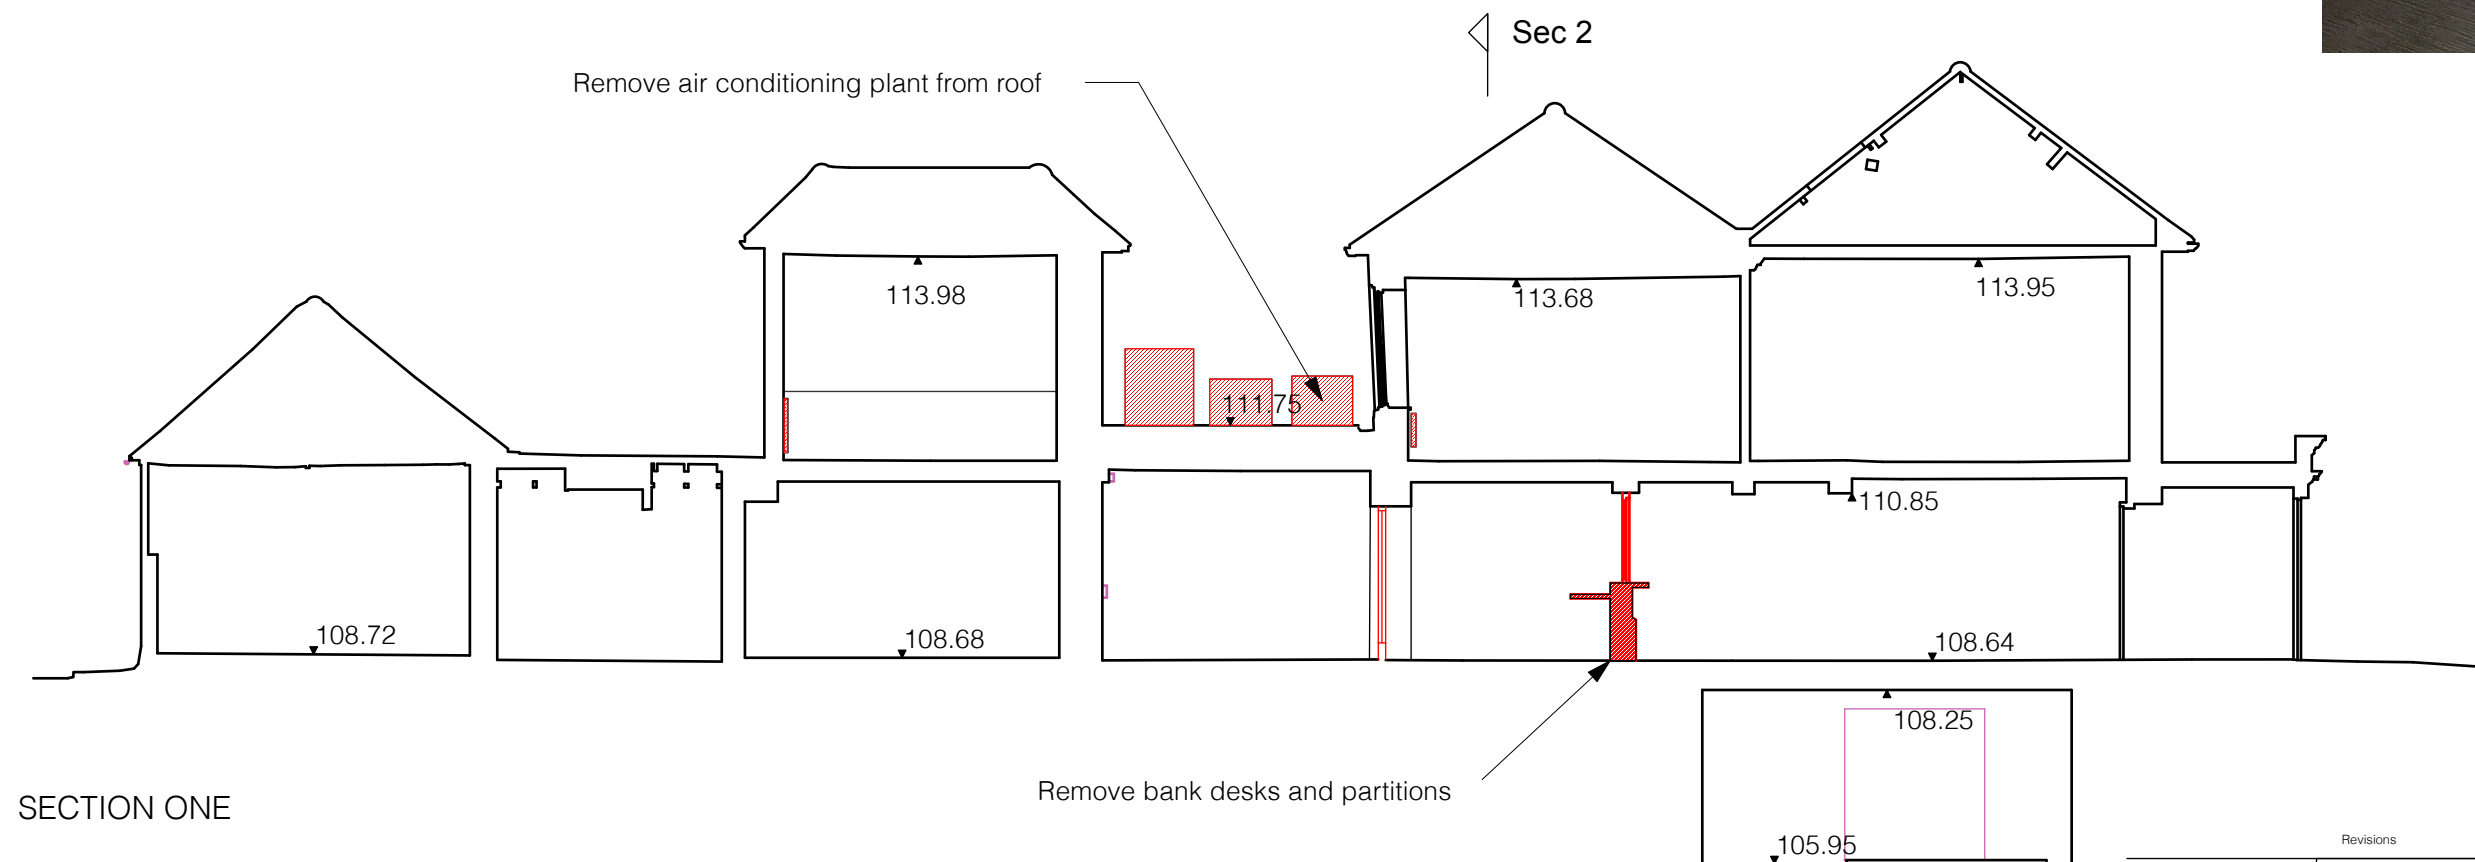 Sec 2
Remove air conditioning plant from roof
113.98
113.68
113.95
111.75
110.85
108.72
108.68
108.64
108.25
Remove bank desks and partitions
SECTION ONE
105.95
Revisions